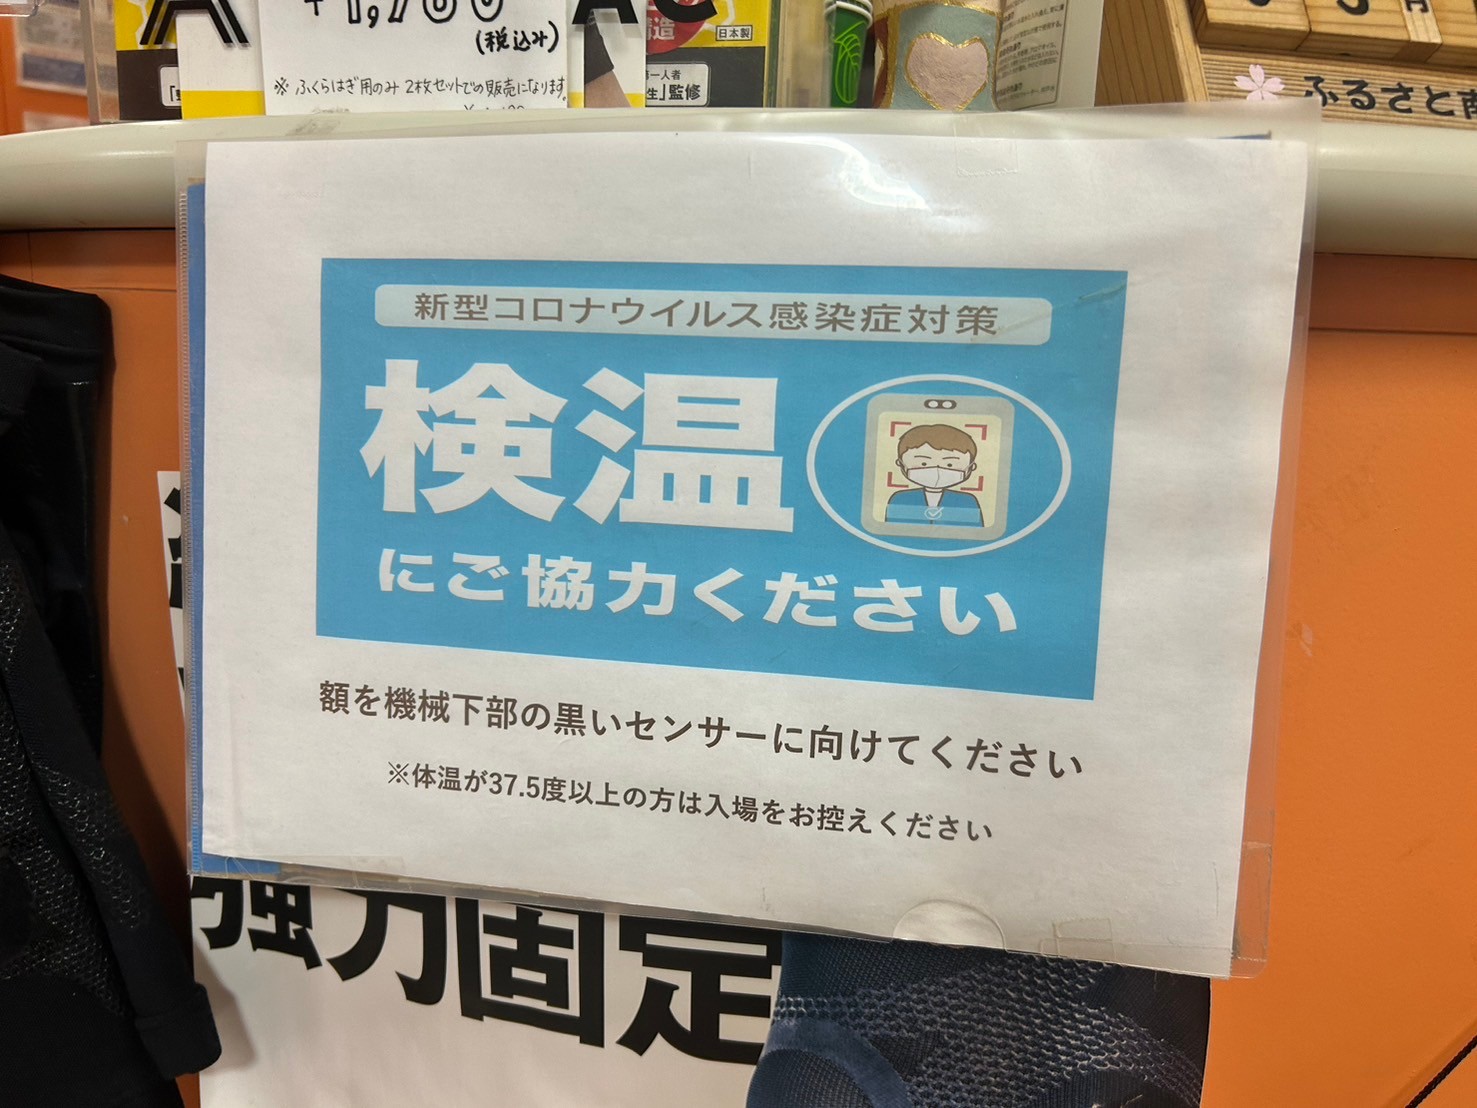 (税込み)
※ふくらはぎ用のみ 2枚セットでの販売になります
日本製
監修
ふるさと
新型コロナウイルス感染症対策
検温
にご協力ください
額を機械下部の黒いセンサーに向けてください
※体温が37.5度以上の方は入場をお控えください
強力固定